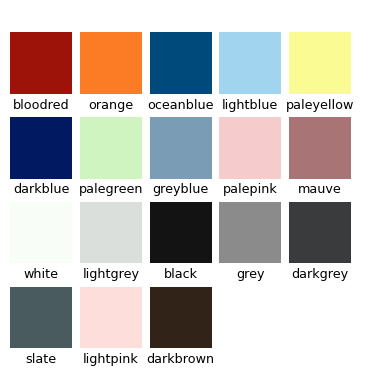 bloodred orange oceanblue lightblue paleyellow
darkblue palegreen greyblue palepink mauve
white lightgrey black grey darkgrey
slate lightpink darkbrown